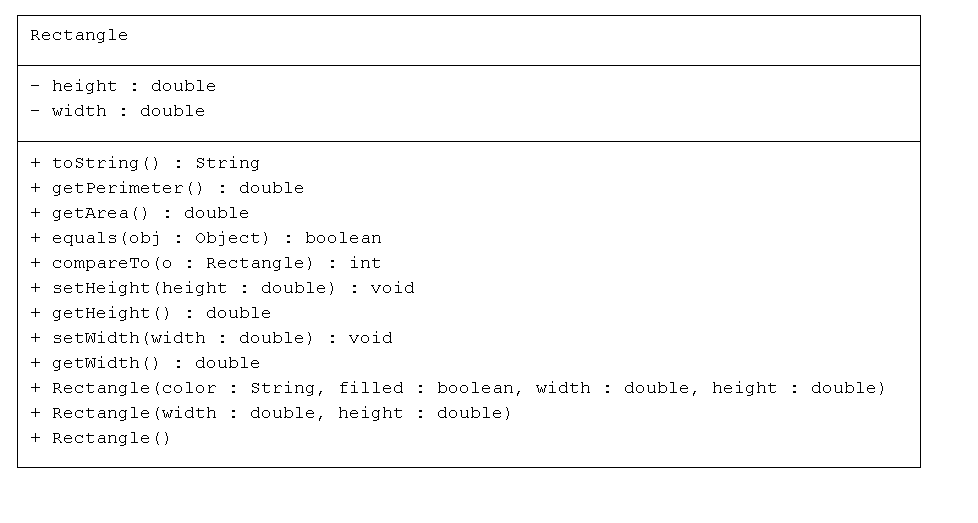 Rectangle
- height : double
- width : double
+ toString() : String
+ getPerimeter() : double
+ getArea() : double
+ equals(obj : Object) : boolean
+ compareTo(o : Rectangle) : int
+ setHeight(height : double) : void
+ getHeight() : double
+ setWidth(width : double) : void
+ getWidth() : double
+ Rectangle(color : String, filled : boolean, width : double, height : double)
+ Rectangle(width : double, height : double)
+ Rectangle()